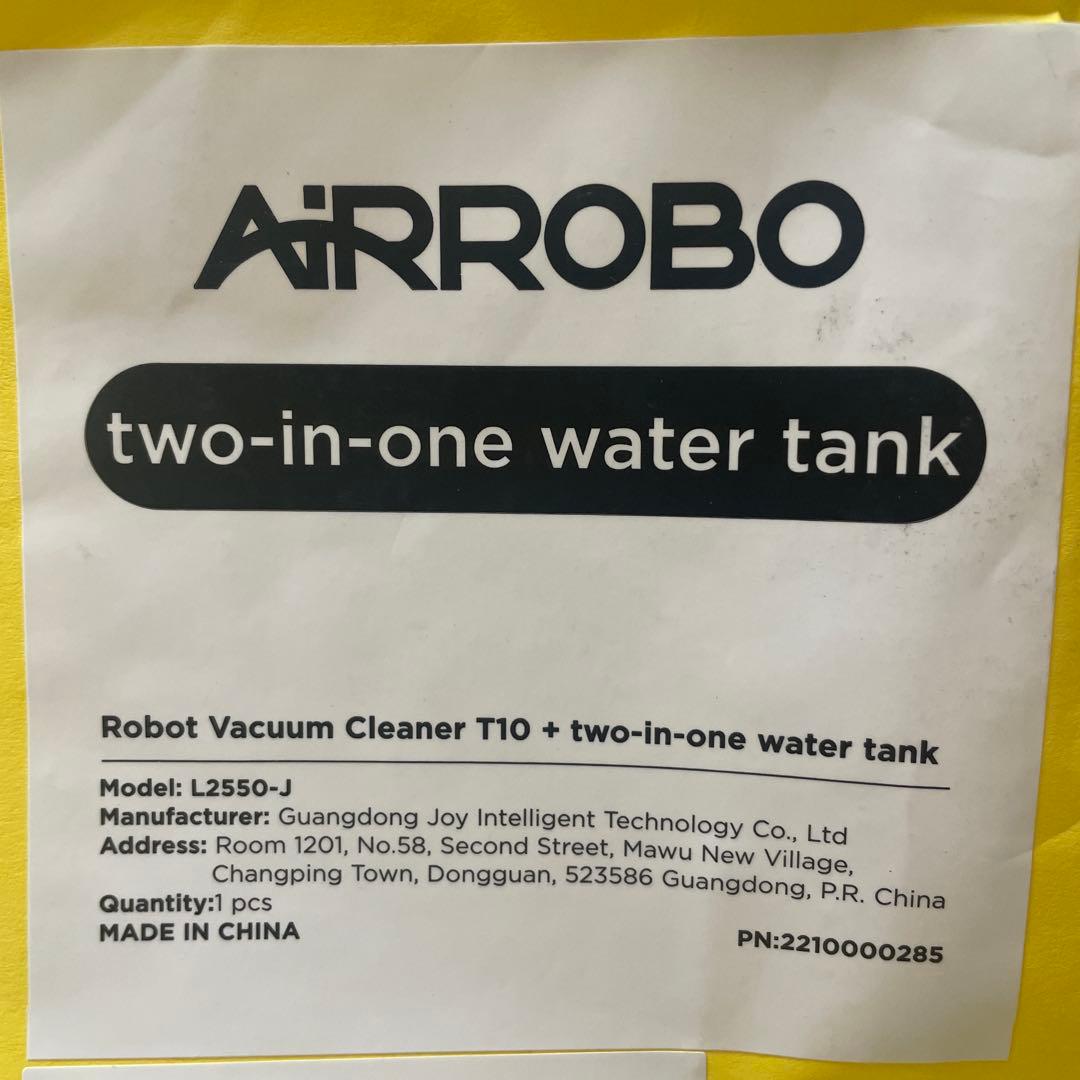 AiRROBO
two-in-one water tank
Robot Vacuum Cleaner T10 + two-in-one water tank
Model: L2550-J
Manufacturer: Guangdong Joy Intelligent Technology Co., Ltd
Address: Room 1201, No.58, Second Street, Mawu New Village,
Changping Town, Dongguan, 523586 Guangdong, P.R. China
Quantity:1 pcs
MADE IN CHINA
PN:2210000285